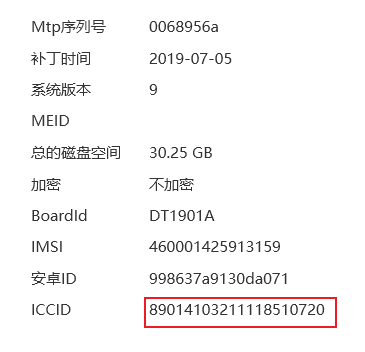 Mtp序列号 0068956a
补丁时间 2019-07-05
系统版本 9
MEID
总的磁盘空间 30.25 GB
加密 不加密
BoardId DT1901A
IMSI 460001425913159
安卓ID 998637a9130da071
ICCID 89014103211118510720